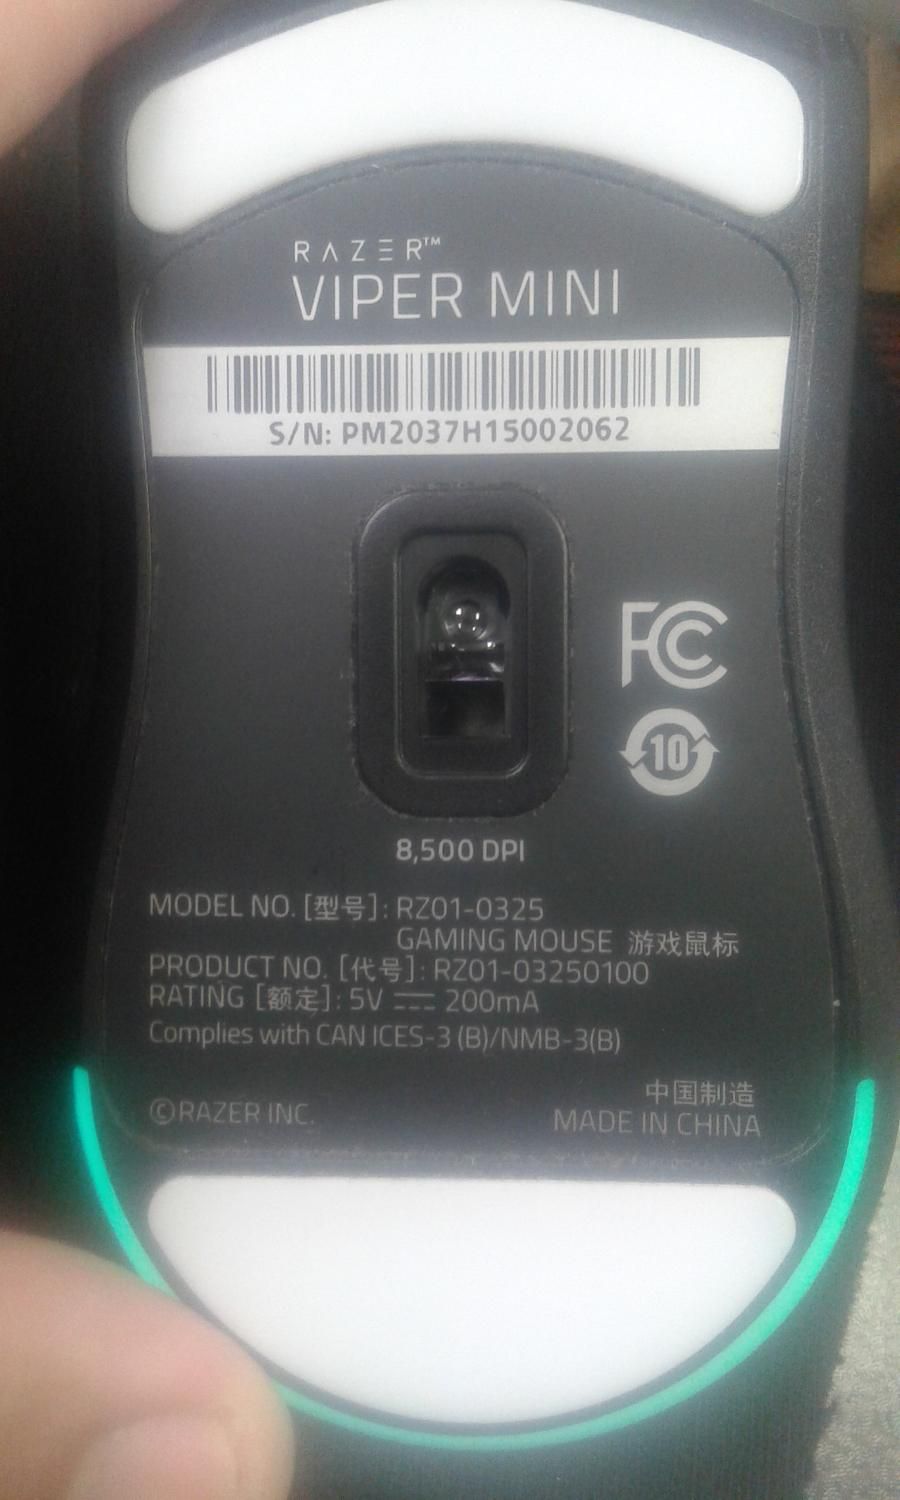 RAZER™
VIPER MINI
S/N: PM2037H15002062
FC
10
8,500 DPI
MODEL NO. [型号]: RZ01-0325
GAMING MOUSE 游戏鼠标
PRODUCT NO. [代号]: RZ01-03250100
RATING [额定]: 5V ⎓ 200mA
Complies with CAN ICES-3 (B)/NMB-3(B)
中国制造
©RAZER INC. MADE IN CHINA